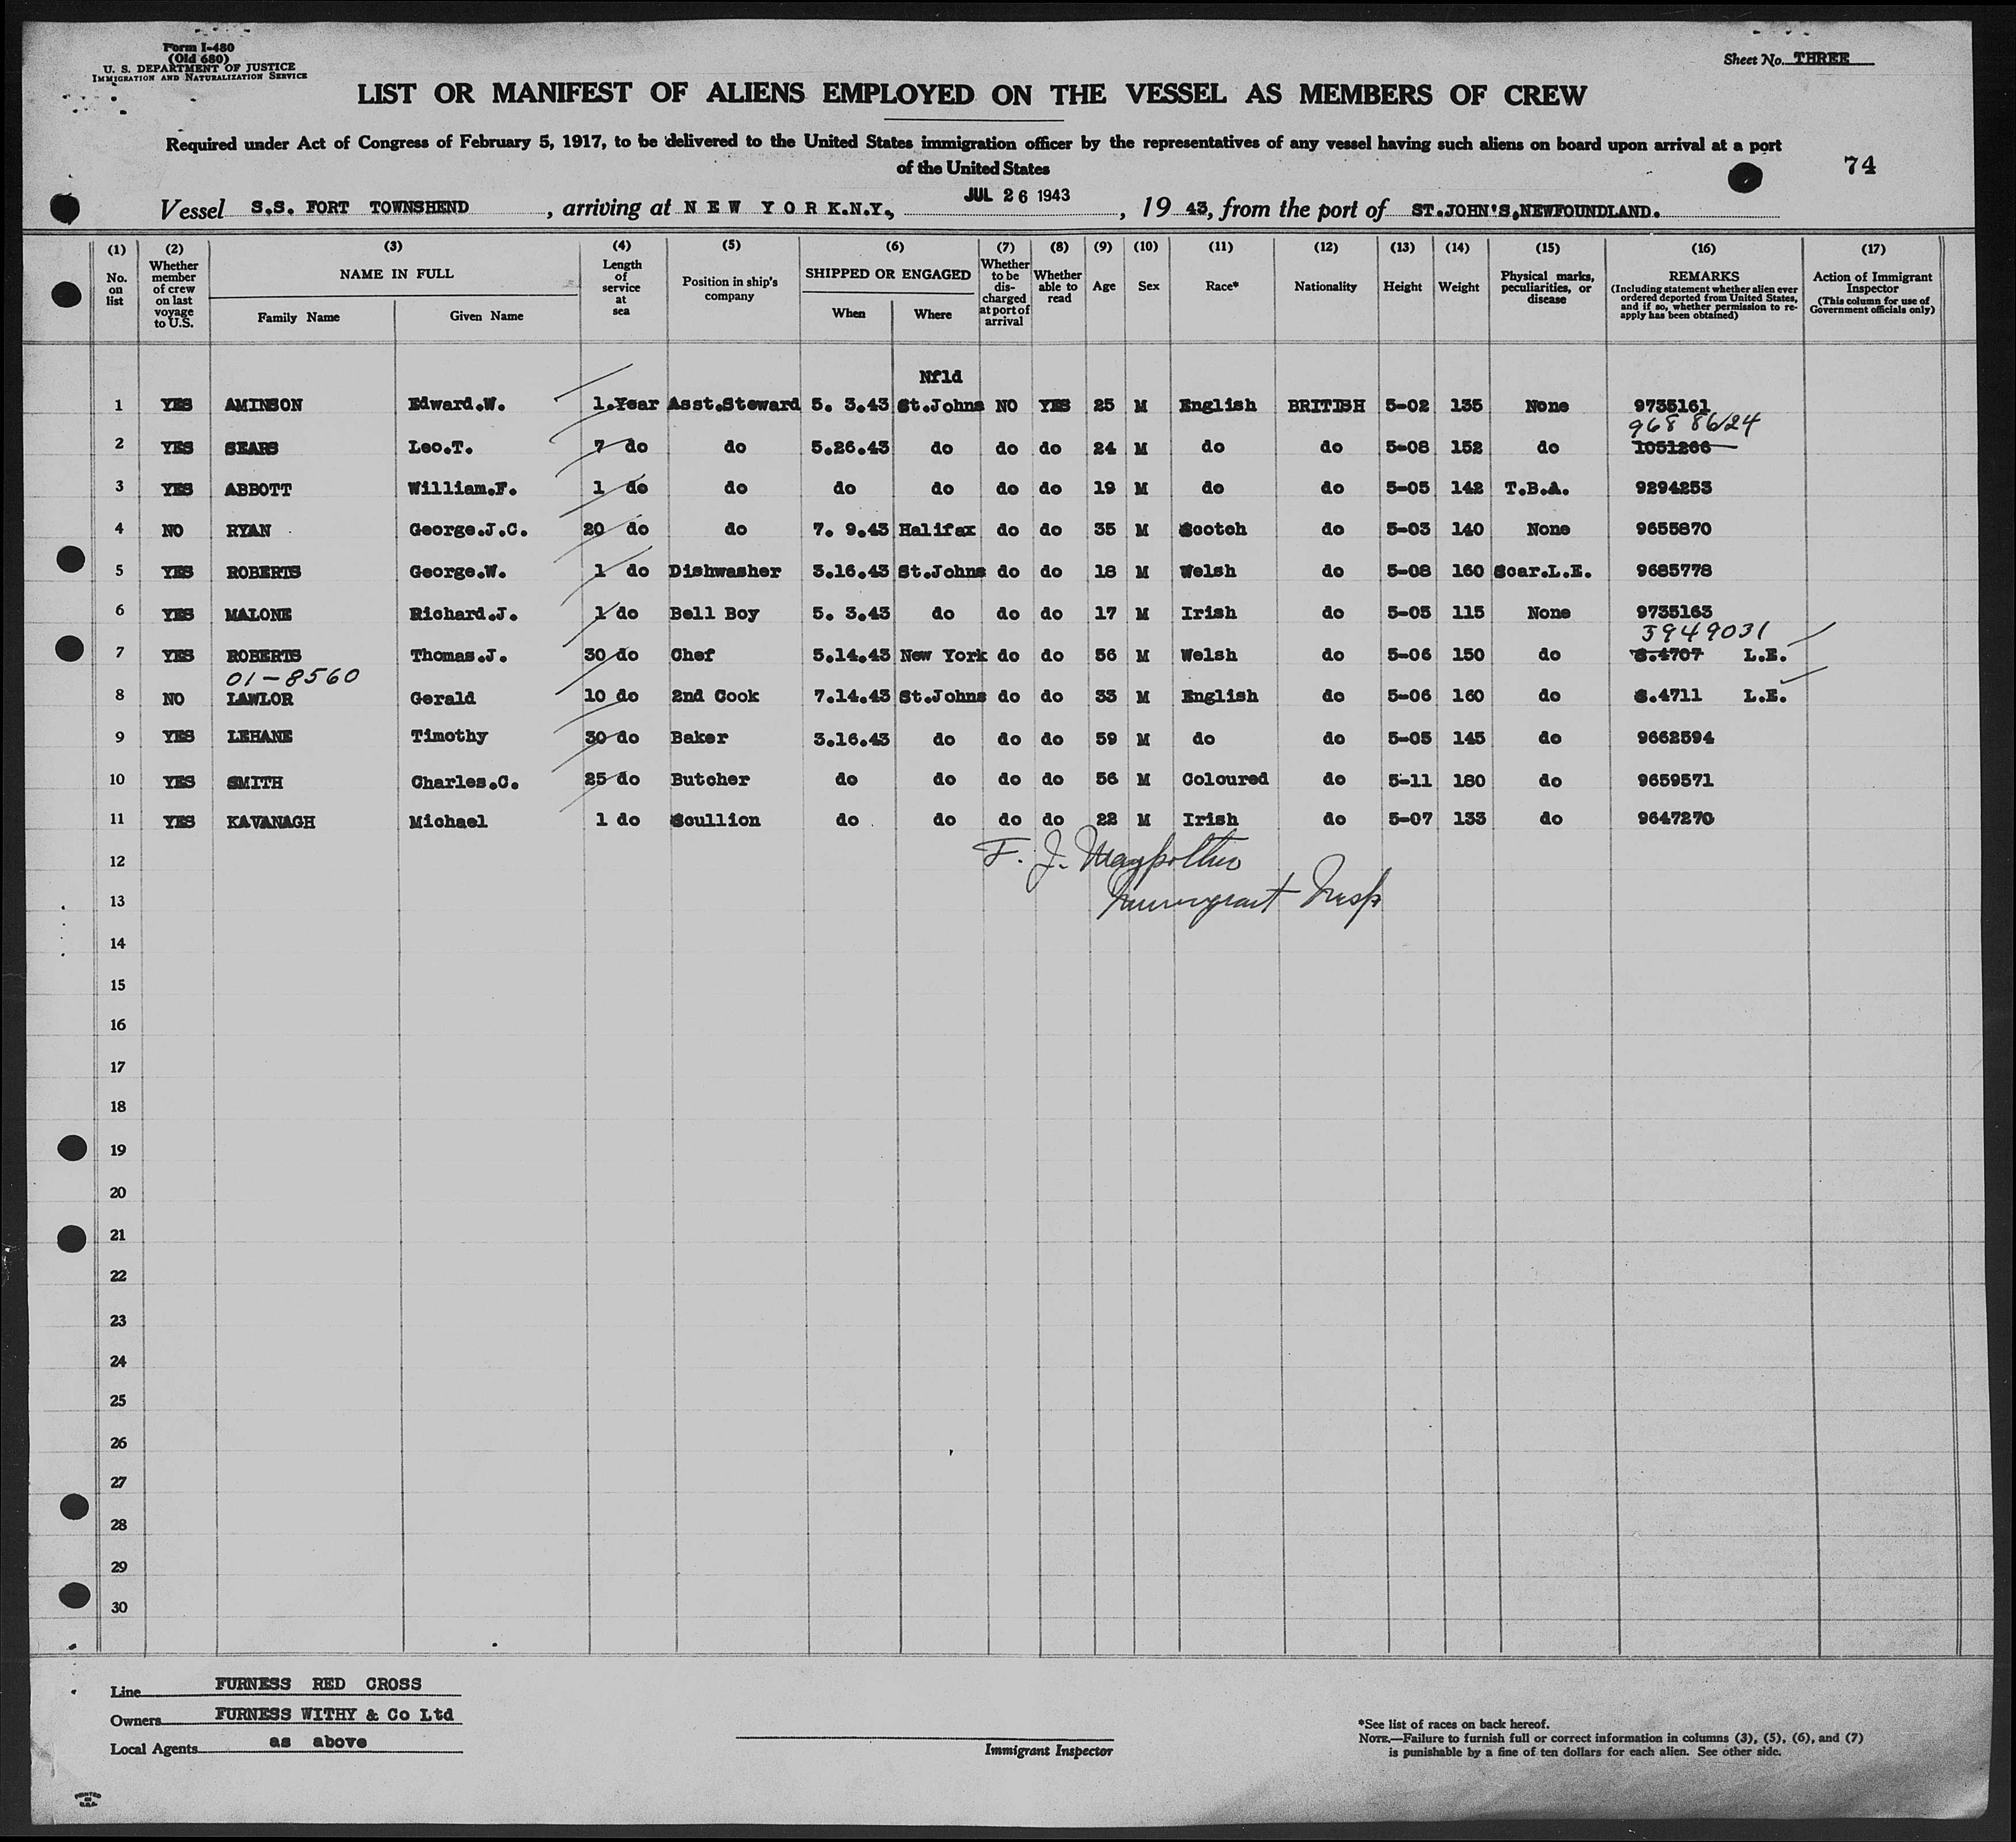 Form I-480
(Old 680)
U. S. DEPARTMENT OF JUSTICE
IMMIGRATION AND NATURALIZATION SERVICE
Sheet No. THREE
LIST OR MANIFEST OF ALIENS EMPLOYED ON THE VESSEL AS MEMBERS OF CREW
Required under Act of Congress of February 5, 1917, to be delivered to the United States immigration officer by the representatives of any vessel having such aliens on board upon arrival at a port
of the United States
74
Vessel S.S. FORT TOWNSHEND, arriving at N E W Y O R K.N.Y., JUL 26 1943, 19 43, from the port of ST.JOHN'S,NEWFOUNDLAND.
(1) No. on list
(2) Whether member of crew on last voyage to U.S.
(3) NAME IN FULL Family Name Given Name
(4) Length of service at sea
(5) Position in ship's company
(6) SHIPPED OR ENGAGED When Where
(7) Whether to be discharged at port of arrival
(8) Whether able to read
(9) Age
(10) Sex
(11) Race*
(12) Nationality
(13) Height
(14) Weight
(15) Physical marks, peculiarities, or disease
(16) REMARKS (Including statement whether alien ever ordered deported from United States, and if so, whether permission to re-apply has been obtained)
(17) Action of Immigrant Inspector (This column for use of Government officials only)
Nfld
1 YES AMINSON Edward.W. 1.Year Asst.Steward 5. 3.43 St.Johns NO YES 25 M English BRITISH 5-02 135 None 9735161
9688624
2 YES SEARS Leo.T. 7 do do 5.26.43 do do do 24 M do do 5-08 152 do 1051266
3 YES ABBOTT William.F. 1 do do do do do do 19 M do do 5-05 142 T.B.A. 9294253
4 NO RYAN George.J.C. 20 do do 7. 9.43 Halifax do do 35 M Scotch do 5-03 140 None 9655870
5 YES ROBERTS George.W. 1 do Dishwasher 3.16.43 St.Johns do do 18 M Welsh do 5-08 160 Scar.L.E. 9685778
6 YES MALONE Richard.J. 1 do Bell Boy 5. 3.43 do do do 17 M Irish do 5-05 115 None 9735163
3949031
7 YES ROBERTS Thomas.J. 30 do Chef 5.14.43 New York do do 56 M Welsh do 5-06 150 do S.4707 L.E.
01-8560
8 NO LAWLOR Gerald 10 do 2nd Cook 7.14.43 St.Johns do do 33 M English do 5-06 160 do S.4711 L.E.
9 YES LEHANE Timothy 30 do Baker 3.16.43 do do do 59 M do do 5-05 145 do 9662594
10 YES SMITH Charles.C. 25 do Butcher do do do do 56 M Coloured do 5-11 180 do 9659571
11 YES KAVANAGH Michael 1 do Scullion do do do do 22 M Irish do 5-07 133 do 9647270
12 F. J.
13 Immigrant Insp
14
15
16
17
18
19
20
21
22
23
24
25
26
27
28
29
30
Line FURNESS RED CROSS
Owners FURNESS WITHY & Co Ltd
Local Agents as above
Immigrant Inspector
*See list of races on back hereof.
NOTE.—Failure to furnish full or correct information in columns (3), (5), (6), and (7)
is punishable by a fine of ten dollars for each alien. See other side.
PRINTED
IN
U.S.A.